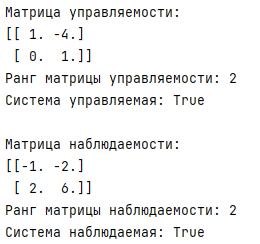 Матрица управляемости:
[[ 1. -4.]
 [ 0.  1.]]
Ранг матрицы управляемости: 2
Система управляемая: True

Матрица наблюдаемости:
[[-1. -2.]
 [ 2.  6.]]
Ранг матрицы наблюдаемости: 2
Система наблюдаемая: True